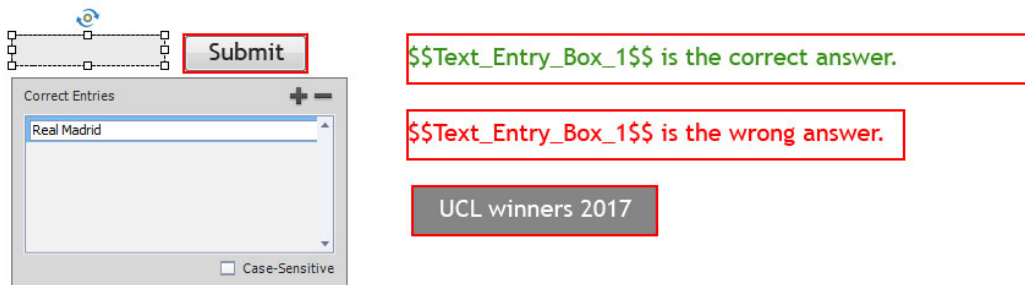 Submit
Correct Entries
Real Madrid
Case-Sensitive
$$Text_Entry_Box_1$$ is the correct answer.
$$Text_Entry_Box_1$$ is the wrong answer.
UCL winners 2017